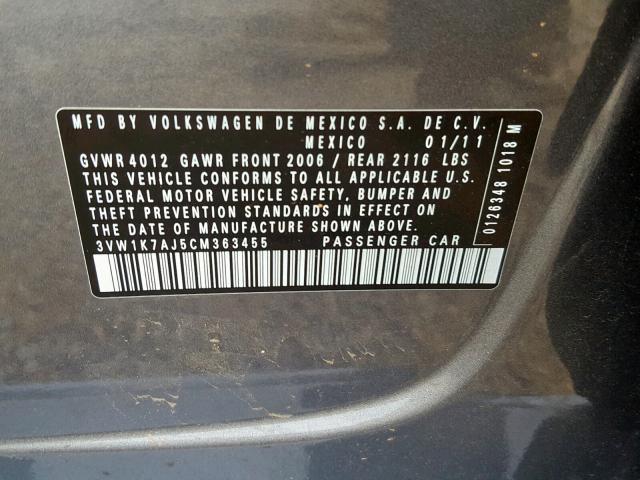 MFD BY VOLKSWAGEN DE MEXICO S.A. DE C.V.
MEXICO 01/11
GVWR 4012 GAWR FRONT 2006 / REAR 2116 LBS
THIS VEHICLE CONFORMS TO ALL APPLICABLE U.S.
FEDERAL MOTOR VEHICLE SAFETY, BUMPER AND
THEFT PREVENTION STANDARDS IN EFFECT ON
THE DATE OF MANUFACTURE SHOWN ABOVE.
3VW1K7AJ5CM363455 PASSENGER CAR
0126348 1018 M